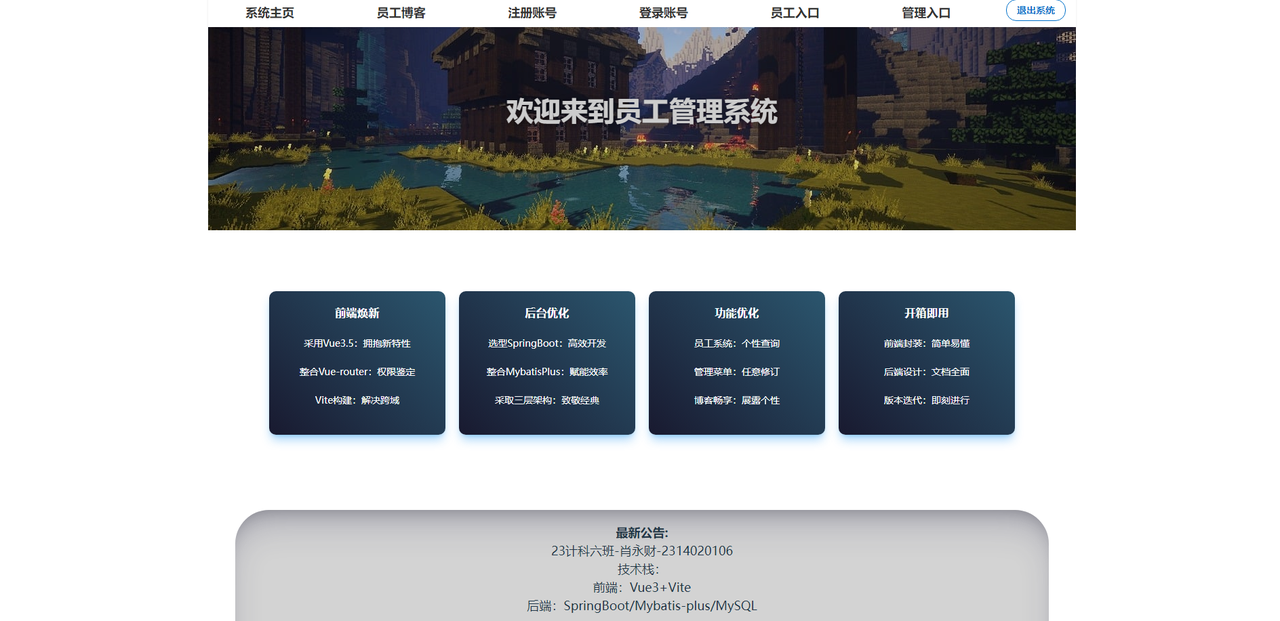 系统主页 员工博客 注册账号 登录账号 员工入口 管理入口 退出系统
欢迎来到员工管理系统
前端焕新
采用Vue3.5：拥抱新特性
整合Vue-router：权限鉴定
Vite构建：解决跨域
后台优化
选型SpringBoot：高效开发
整合MybatisPlus：赋能效率
采取三层架构：致敬经典
功能优化
员工系统：个性查询
管理菜单：任意修订
博客畅享：展露个性
开箱即用
前端封装：简单易懂
后端设计：文档全面
版本迭代：即刻进行
最新公告:
23计科六班-肖永财-2314020106
技术栈：
前端：Vue3+Vite
后端：SpringBoot/Mybatis-plus/MySQL